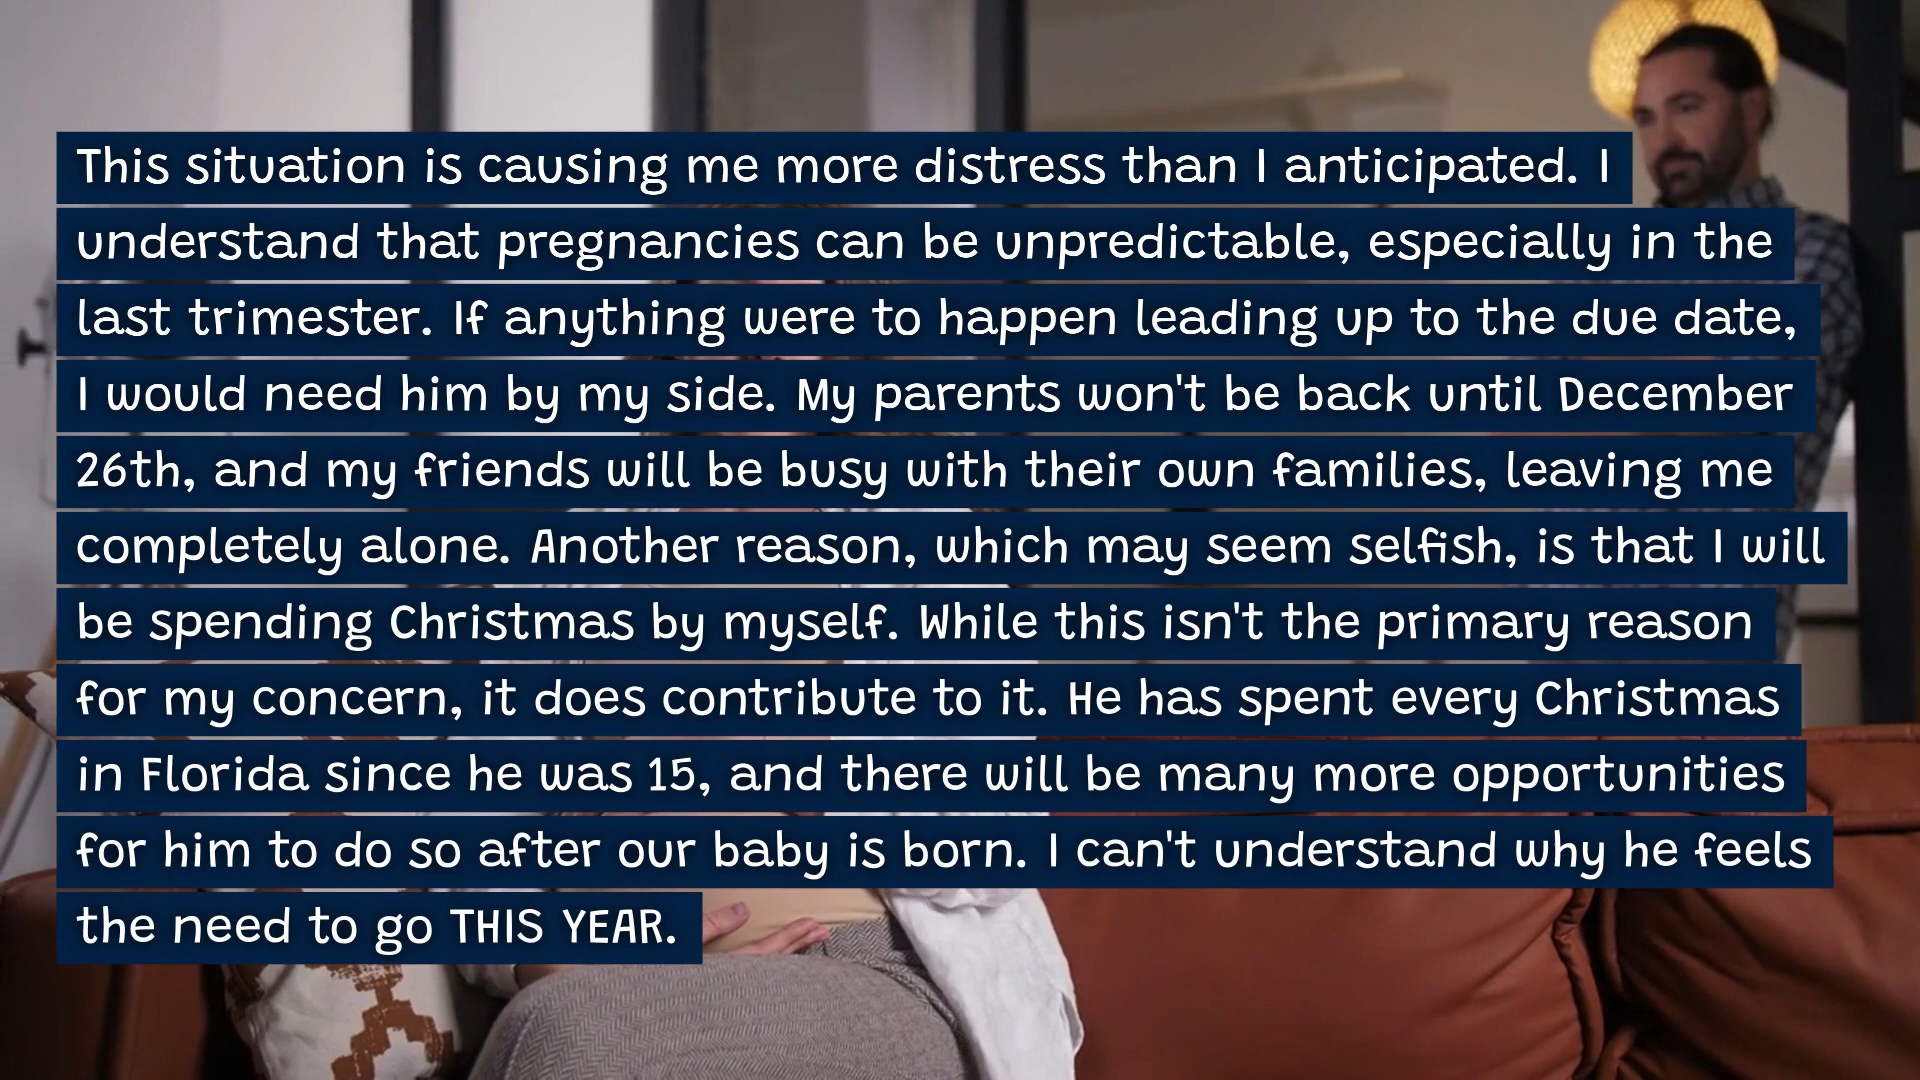 This situation is causing me more distress than I anticipated. I
understand that pregnancies can be unpredictable, especially in the
last trimester. If anything were to happen leading up to the due date,
I would need him by my side. My parents won't be back until December
26th, and my friends will be busy with their own families, leaving me
completely alone. Another reason, which may seem selfish, is that I will
be spending Christmas by myself. While this isn't the primary reason
for my concern, it does contribute to it. He has spent every Christmas
in Florida since he was 15, and there will be many more opportunities
for him to do so after our baby is born. I can't understand why he feels
the need to go THIS YEAR.